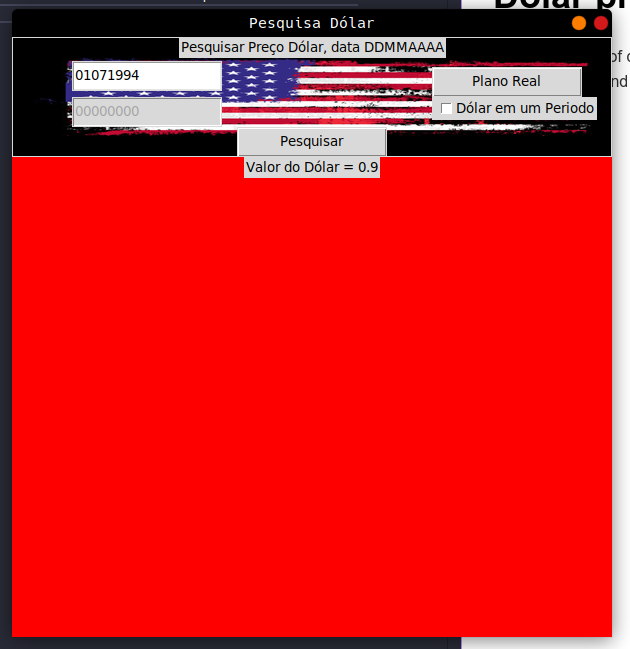 Pesquisa Dólar
Pesquisar Preço Dólar, data DDMMAAAA
01071994
Plano Real
00000000
Dólar em um Periodo
Pesquisar
Valor do Dólar = 0.9
of